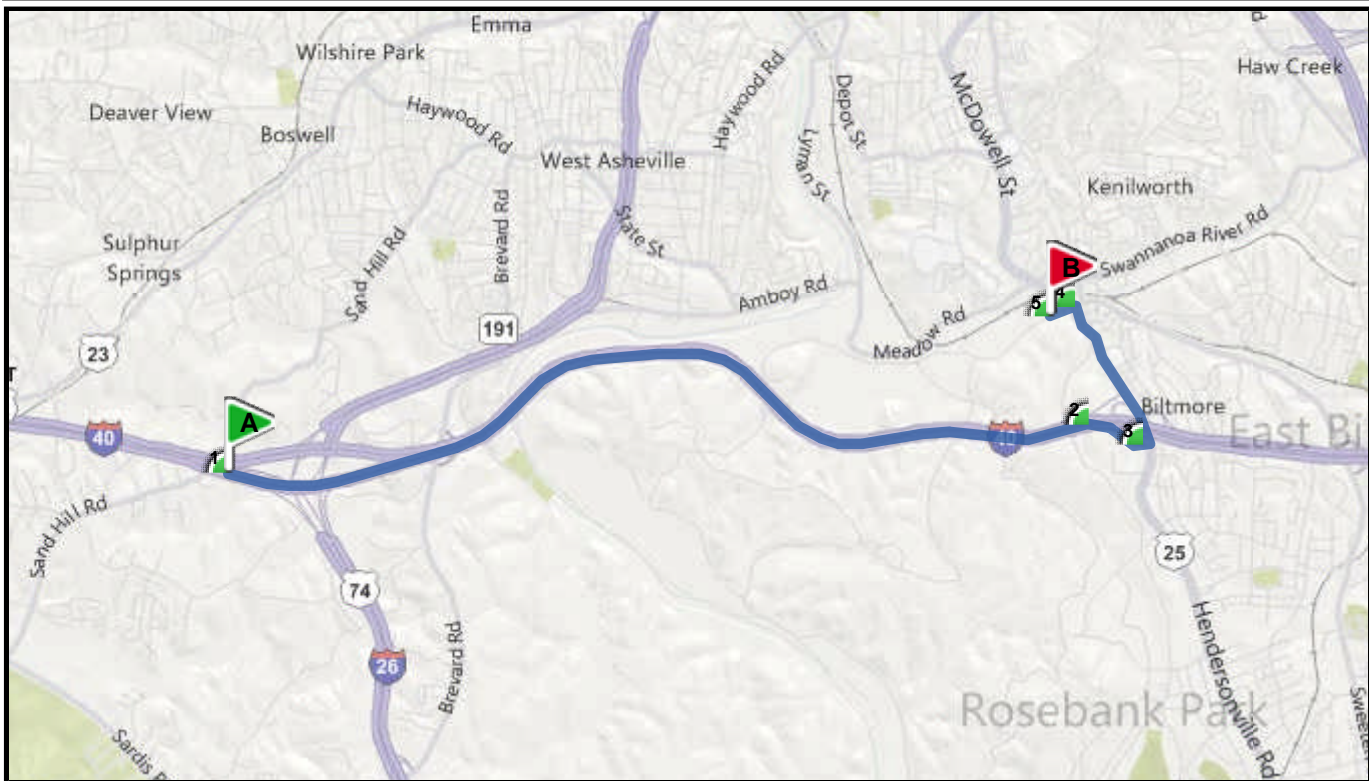 Emma
Wilshire Park
Haw Creek
Deaver View
Boswell
Haywood Rd
Haywood Rd
Depot St
McDowell St
West Asheville
Lyman St
Kenilworth
Brevard Rd
State St
Sulphur
Springs
Sand Hill Rd
Swannanoa River Rd
B
4
5
Amboy Rd
191
Meadow Rd
23
T
A
2
Biltmore
40
40
3
East Bi
1
Sand Hill Rd
25
74
26
Brevard Rd
Hendersonville Rd
Rosebank Park
Sardis R